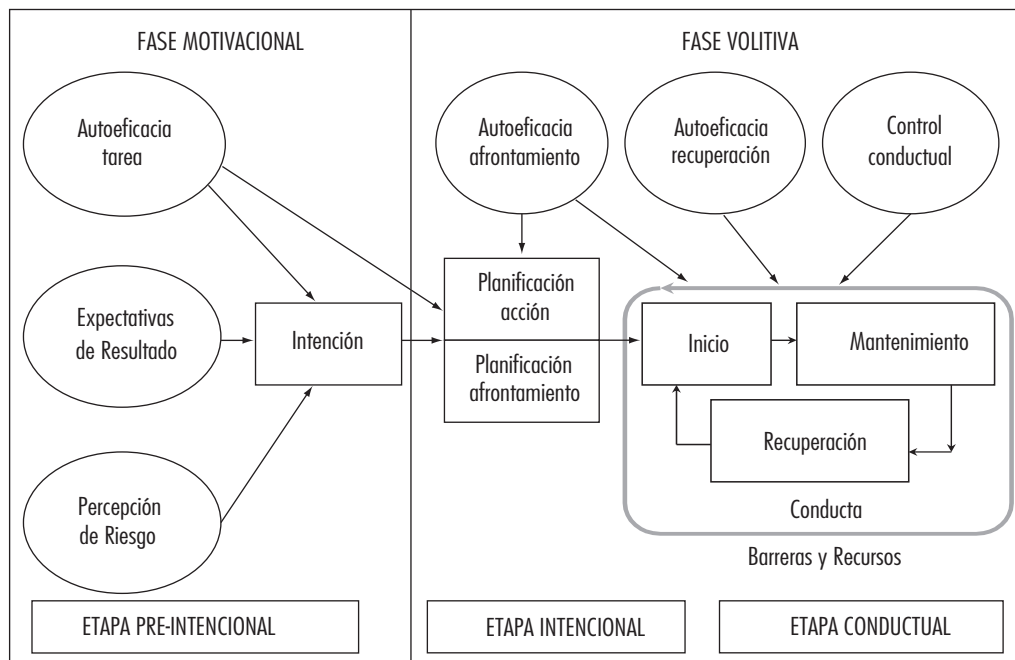 FASE MOTIVACIONAL
FASE VOLITIVA
Autoeficacia
tarea
Autoeficacia
afrontamiento
Autoeficacia
recuperación
Control
conductual
Expectativas
de Resultado
Intención
Planificación
acción
Planificación
afrontamiento
Inicio
Mantenimiento
Recuperación
Conducta
Percepción
de Riesgo
Barreras y Recursos
ETAPA PRE-INTENCIONAL
ETAPA INTENCIONAL
ETAPA CONDUCTUAL